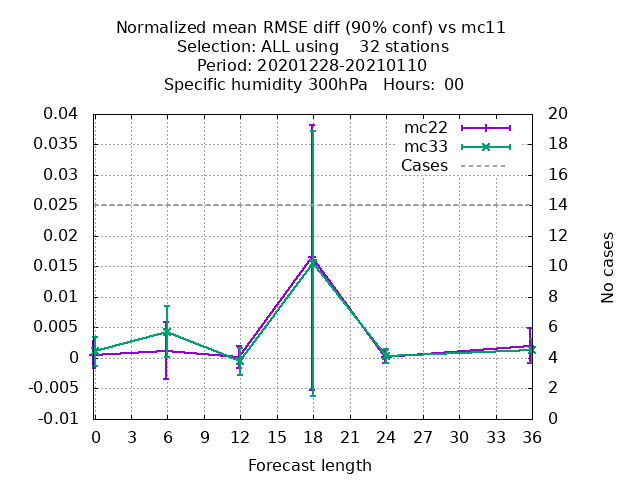 Normalized mean RMSE diff (90% conf) vs mc11
Selection: ALL using    32 stations
Period: 20201228-20210110
Specific humidity 300hPa   Hours:  00
0.04
0.035
0.03
0.025
0.02
0.015
0.01
0.005
0
-0.005
-0.01
mc22
mc33
Cases
20
18
16
14
12
10
8
6
4
2
0
No cases
0 3 6 9 12 15 18 21 24 27 30 33 36
Forecast length